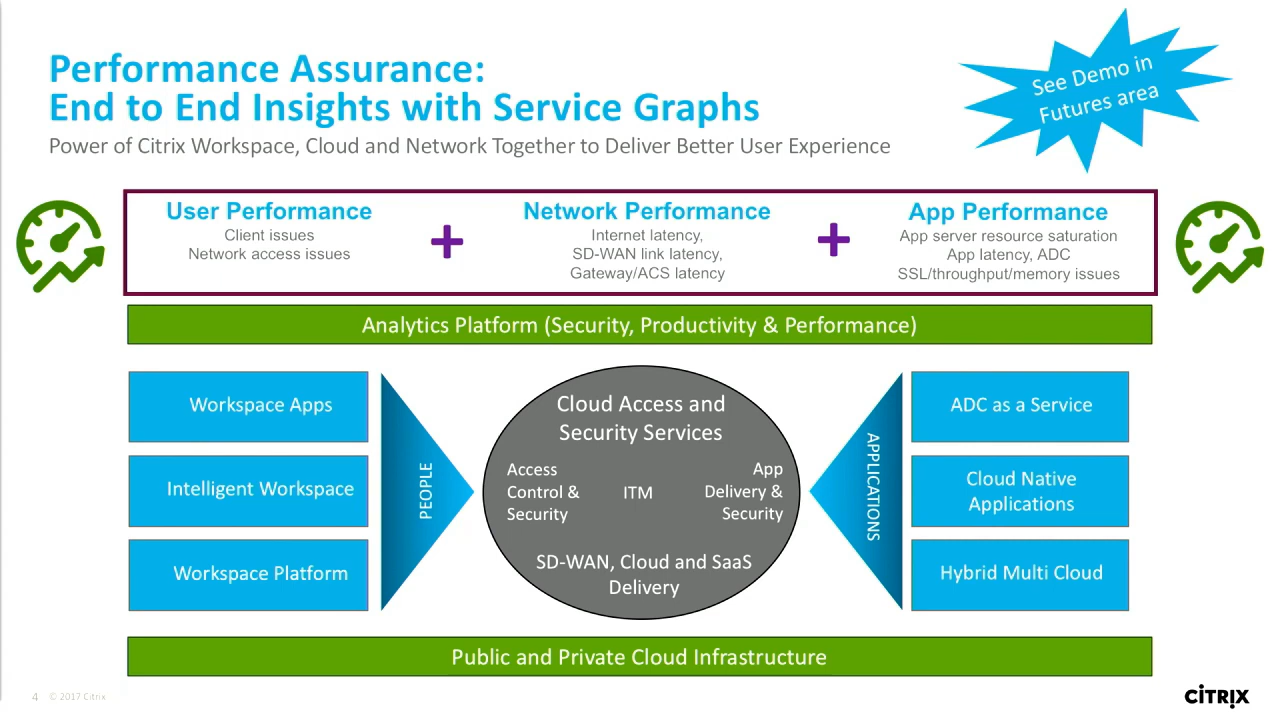 Performance Assurance:
End to End Insights with Service Graphs
Power of Citrix Workspace, Cloud and Network Together to Deliver Better User Experience
See Demo in
Futures area
User Performance
Client issues
Network access issues
+
Network Performance
Internet latency,
SD-WAN link latency,
Gateway/ACS latency
+
App Performance
App server resource saturation
App latency, ADC
SSL/throughput/memory issues
Analytics Platform (Security, Productivity & Performance)
Workspace Apps
Intelligent Workspace
Workspace Platform
PEOPLE
Cloud Access and
Security Services
Access
Control &
Security
ITM
App
Delivery &
Security
SD-WAN, Cloud and SaaS
Delivery
APPLICATIONS
ADC as a Service
Cloud Native
Applications
Hybrid Multi Cloud
Public and Private Cloud Infrastructure
4 © 2017 Citrix
CİTRIX